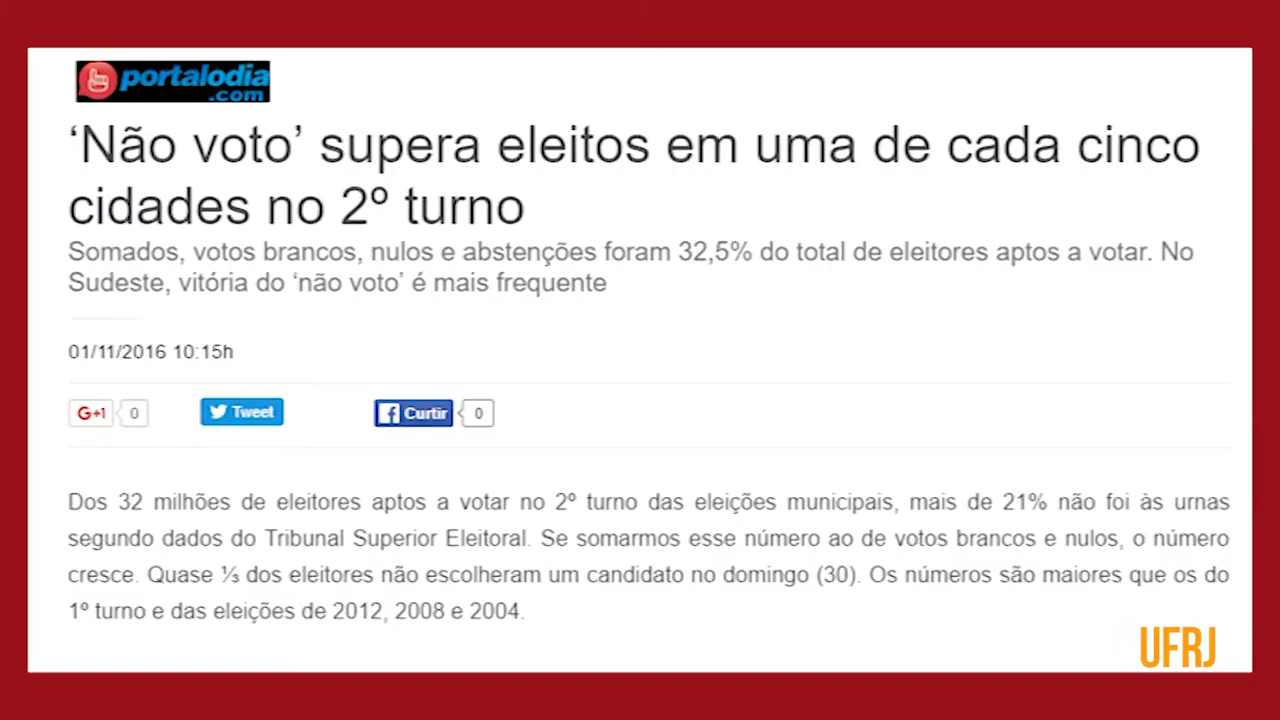 portalodia
.com
‘Não voto’ supera eleitos em uma de cada cinco
cidades no 2º turno
Somados, votos brancos, nulos e abstenções foram 32,5% do total de eleitores aptos a votar. No
Sudeste, vitória do ‘não voto’ é mais frequente
01/11/2016 10:15h
G+1 0 Tweet Curtir 0
Dos 32 milhões de eleitores aptos a votar no 2º turno das eleições municipais, mais de 21% não foi às urnas
segundo dados do Tribunal Superior Eleitoral. Se somarmos esse número ao de votos brancos e nulos, o número
cresce. Quase ⅓ dos eleitores não escolheram um candidato no domingo (30). Os números são maiores que os do
1º turno e das eleições de 2012, 2008 e 2004.
UFRJ